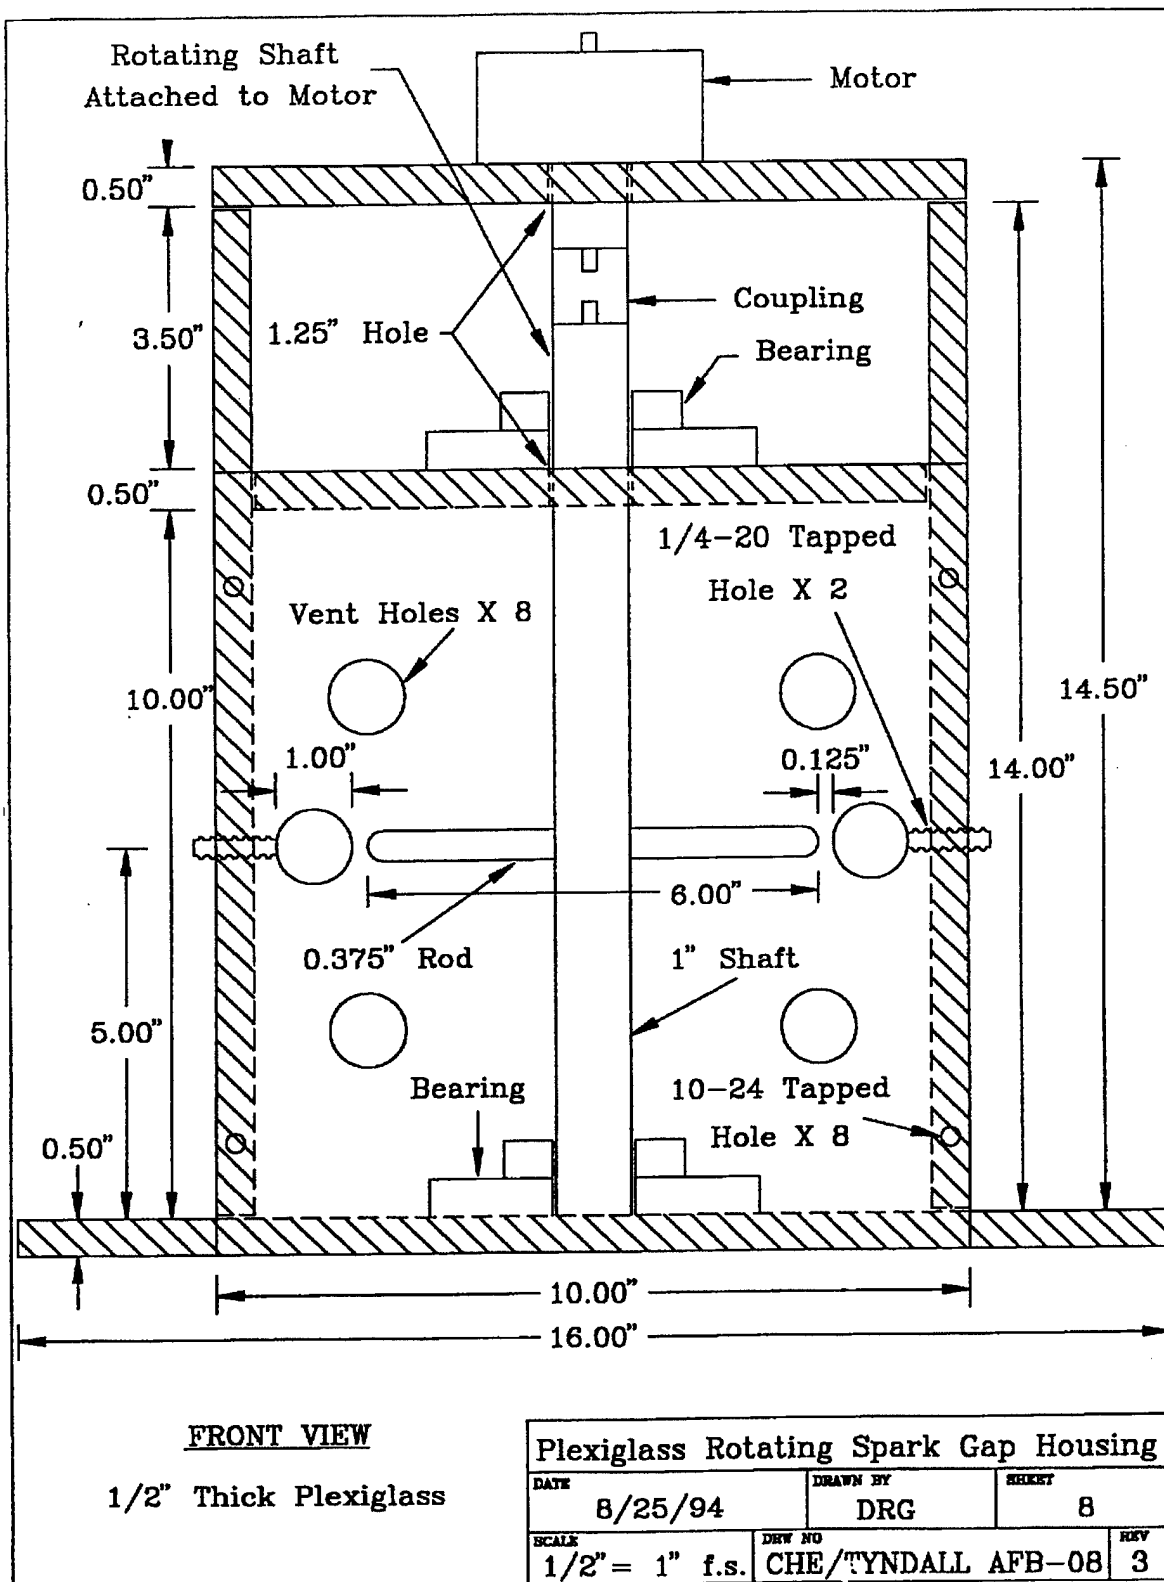 Rotating Shaft
Attached to Motor
Motor
0.50"
3.50"
1.25" Hole
Coupling
Bearing
0.50"
1/4-20 Tapped
Hole X 2
Vent Holes X 8
10.00"
14.50"
1.00"
0.125"
14.00"
6.00"
0.375" Rod
1" Shaft
5.00"
Bearing
10-24 Tapped
Hole X 8
0.50"
10.00"
16.00"
FRONT VIEW
1/2" Thick Plexiglass
Plexiglass Rotating Spark Gap Housing
DATE
8/25/94
DRAWN BY
DRG
SHEET
8
SCALE
1/2"= 1" f.s.
DRW NO
CHE/TYNDALL AFB-08
REV
3